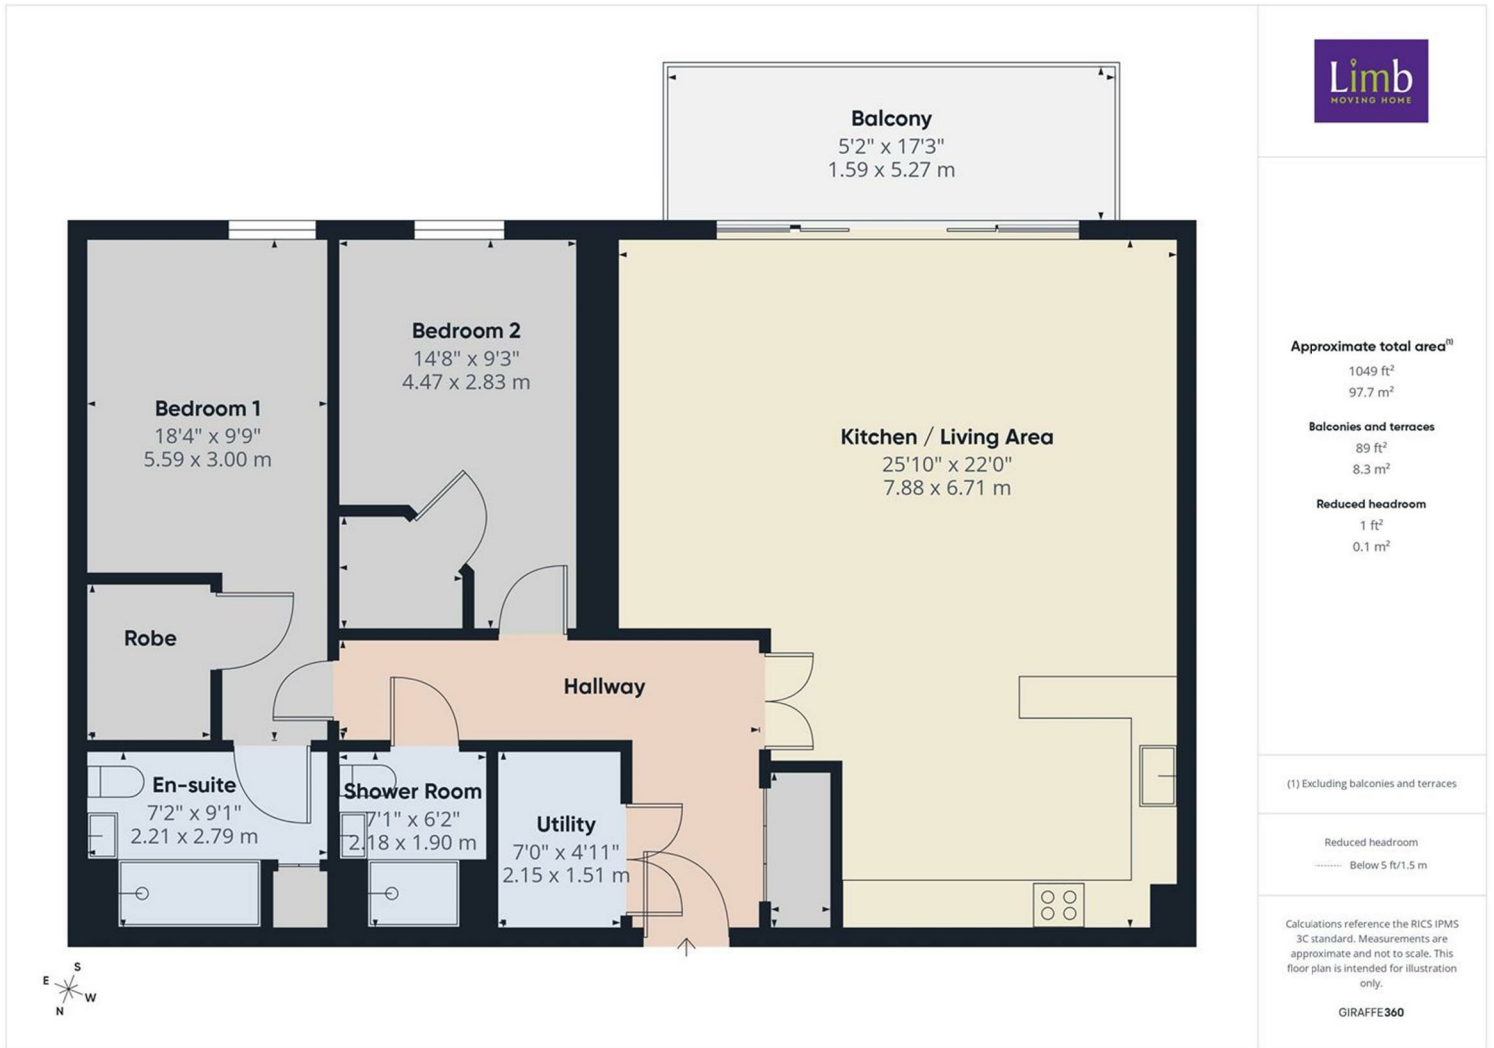 Balcony
5'2" x 17'3"
1.59 x 5.27 m
Bedroom 2
14'8" x 9'3"
4.47 x 2.83 m
Bedroom 1
18'4" x 9'9"
5.59 x 3.00 m
Kitchen / Living Area
25'10" x 22'0"
7.88 x 6.71 m
Robe
Hallway
En-suite
7'2" x 9'1"
2.21 x 2.79 m
Shower Room
7'1" x 6'2"
2.18 x 1.90 m
Utility
7'0" x 4'11"
2.15 x 1.51 m
S
E
W
N
Limb
MOVING HOME
Approximate total area(1)
1049 ft²
97.7 m²
Balconies and terraces
89 ft²
8.3 m²
Reduced headroom
1 ft²
0.1 m²
(1) Excluding balconies and terraces
Reduced headroom
Below 5 ft/1.5 m
Calculations reference the RICS IPMS
3C standard. Measurements are
approximate and not to scale. This
floor plan is intended for illustration
only.
GIRAFFE360